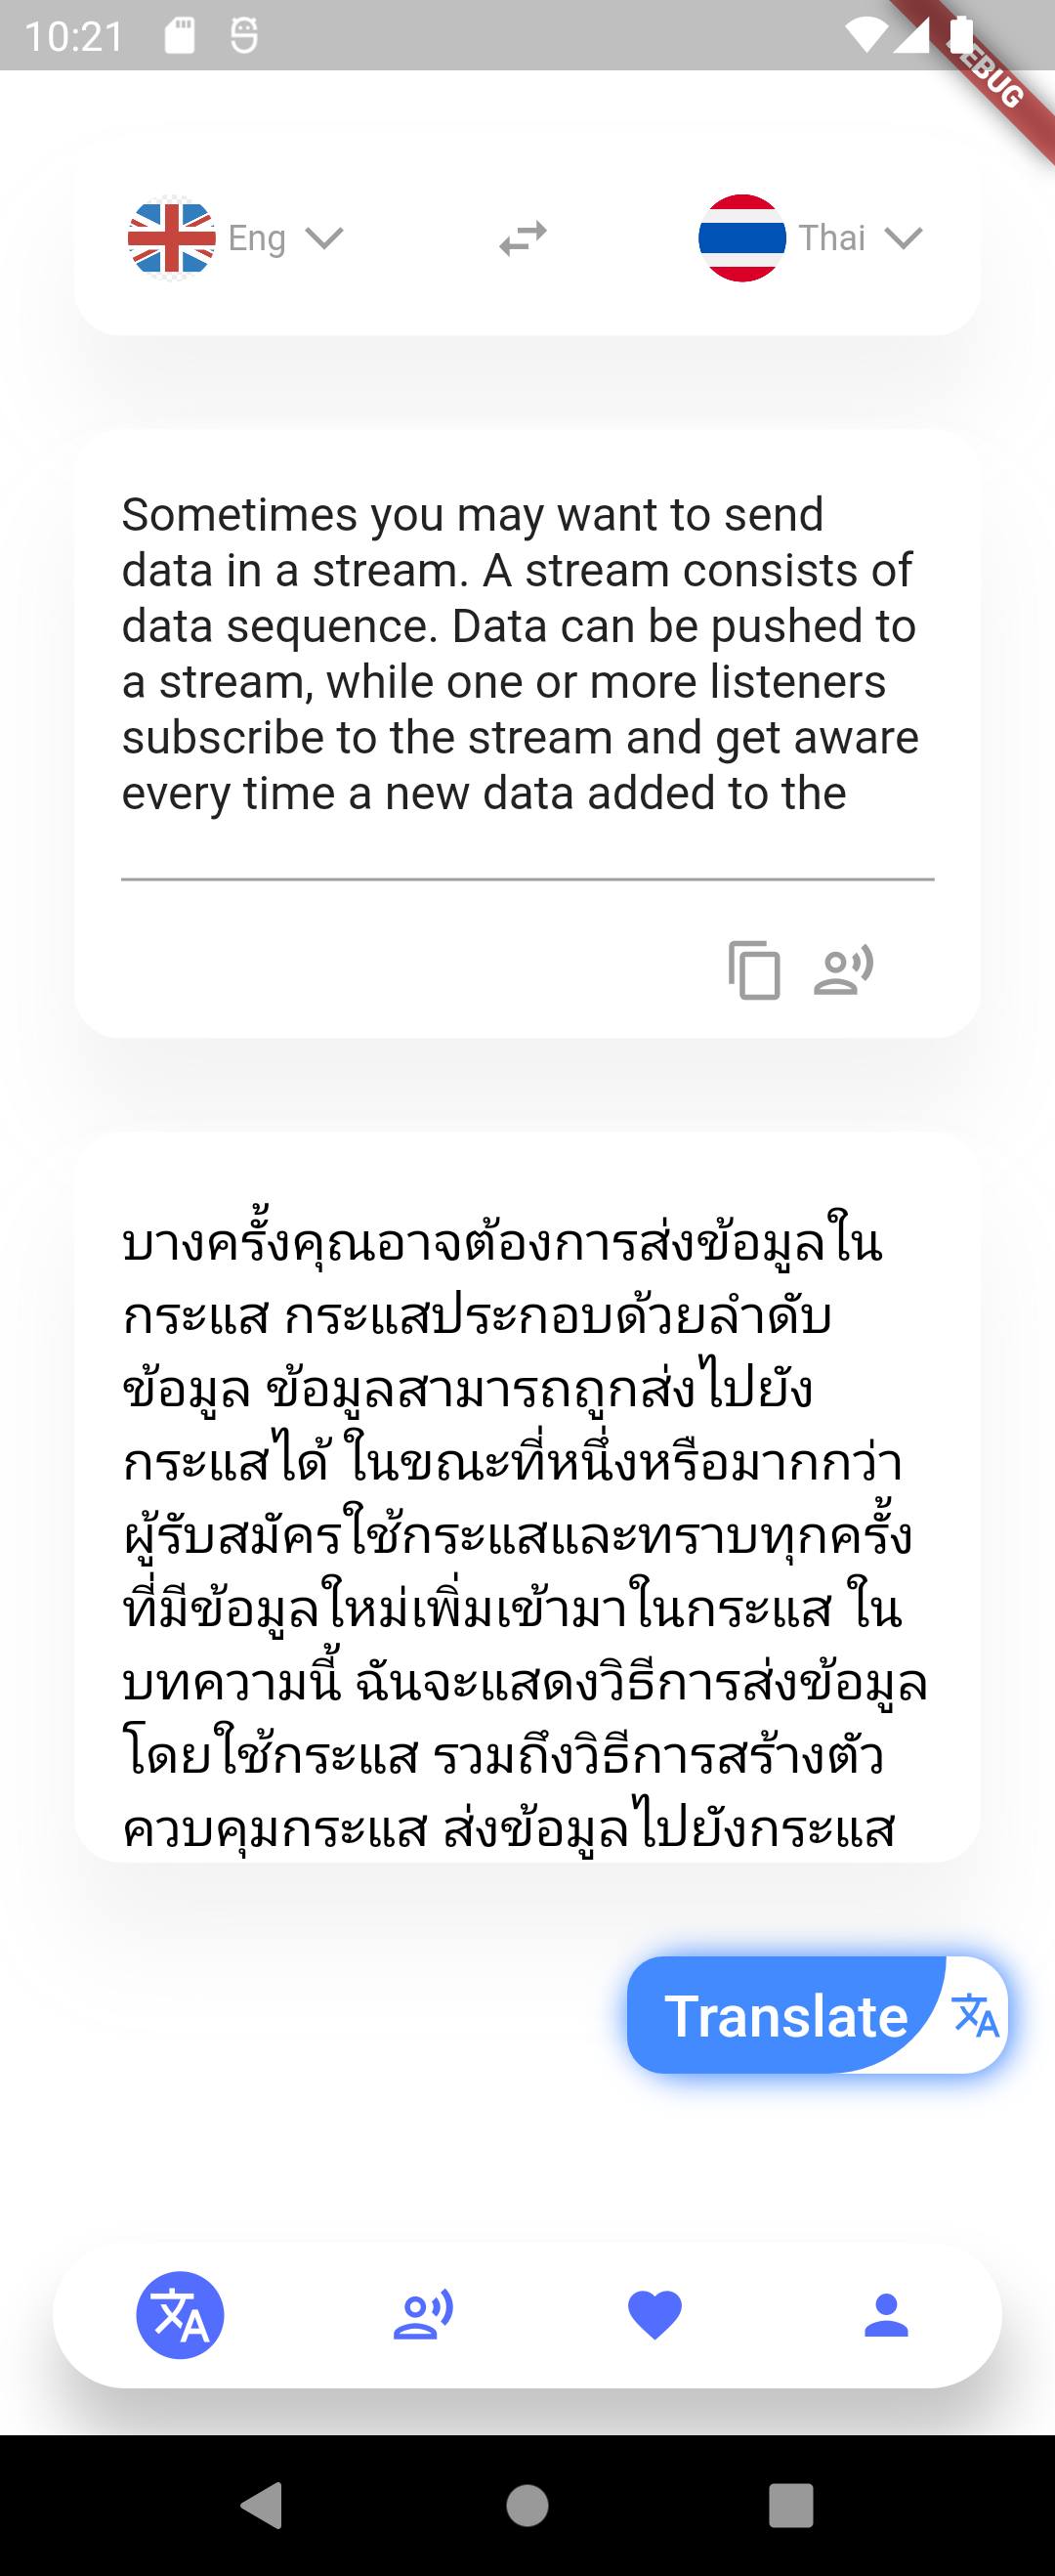 10:21
DEBUG
Eng
Thai
Sometimes you may want to send
data in a stream. A stream consists of
data sequence. Data can be pushed to
a stream, while one or more listeners
subscribe to the stream and get aware
every time a new data added to the
บางครั้งคุณอาจต้องการส่งข้อมูลใน
กระแส กระแสประกอบด้วยลำดับ
ข้อมูล ข้อมูลสามารถถูกส่งไปยัง
กระแสได้ ในขณะที่หนึ่งหรือมากกว่า
ผู้รับสมัครใช้กระแสและทราบทุกครั้ง
ที่มีข้อมูลใหม่เพิ่มเข้ามาในกระแส ใน
บทความนี้ ฉันจะแสดงวิธีการส่งข้อมูล
โดยใช้กระแส รวมถึงวิธีการสร้างตัว
ควบคุมกระแส ส่งข้อมูลไปยังกระแส
Translate